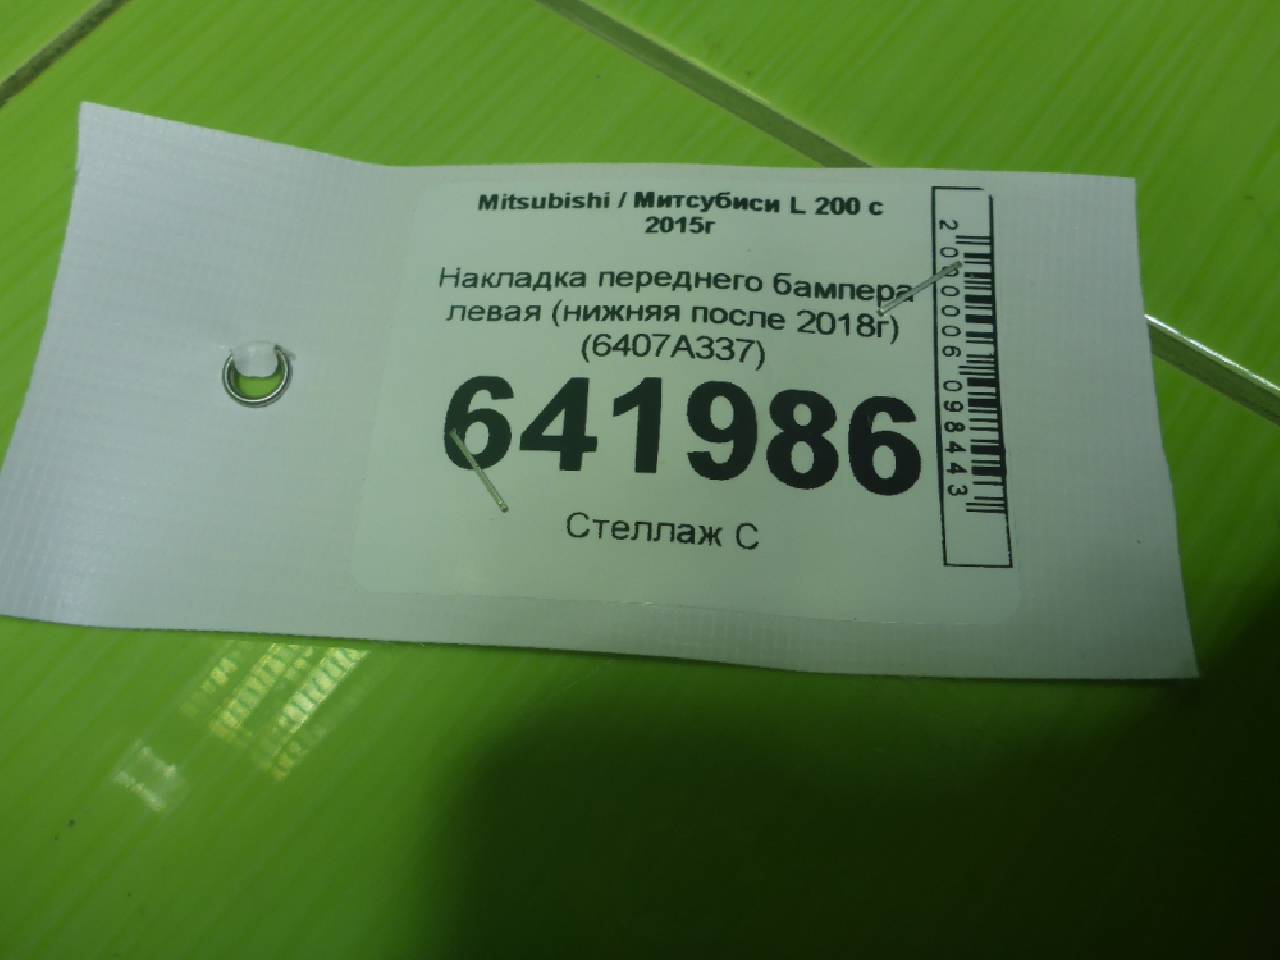 Mitsubishi / Митсубиси L 200 с
2015г
Накладка переднего бампера
левая (нижняя после 2018г)
(6407A337)
641986
Стеллаж С
2000006098443